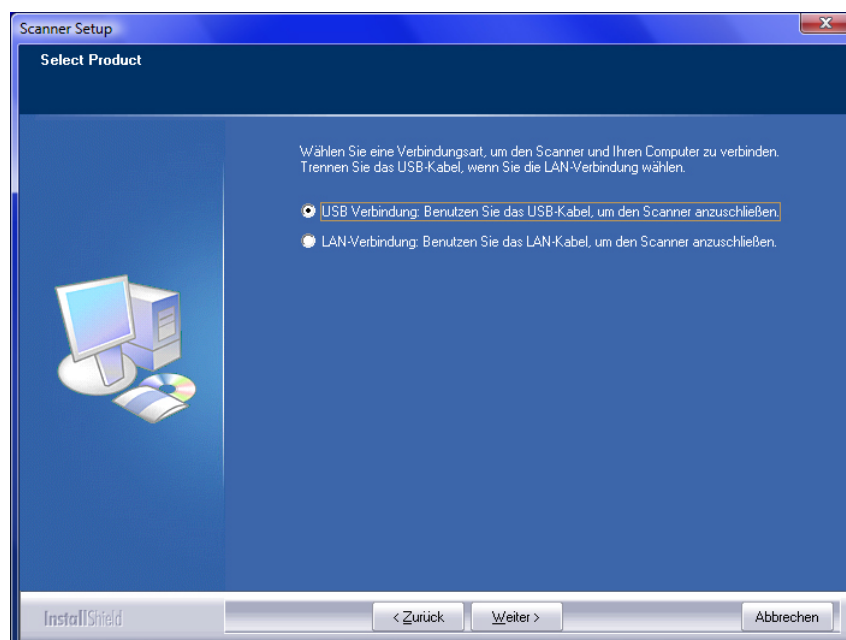 Scanner Setup
Select Product
Wählen Sie eine Verbindungsart, um den Scanner und Ihren Computer zu verbinden.
Trennen Sie das USB-Kabel, wenn Sie die LAN-Verbindung wählen.
USB Verbindung: Benutzen Sie das USB-Kabel, um den Scanner anzuschließen.
LAN-Verbindung: Benutzen Sie das LAN-Kabel, um den Scanner anzuschließen.
InstallShield
< Zurück
Weiter >
Abbrechen